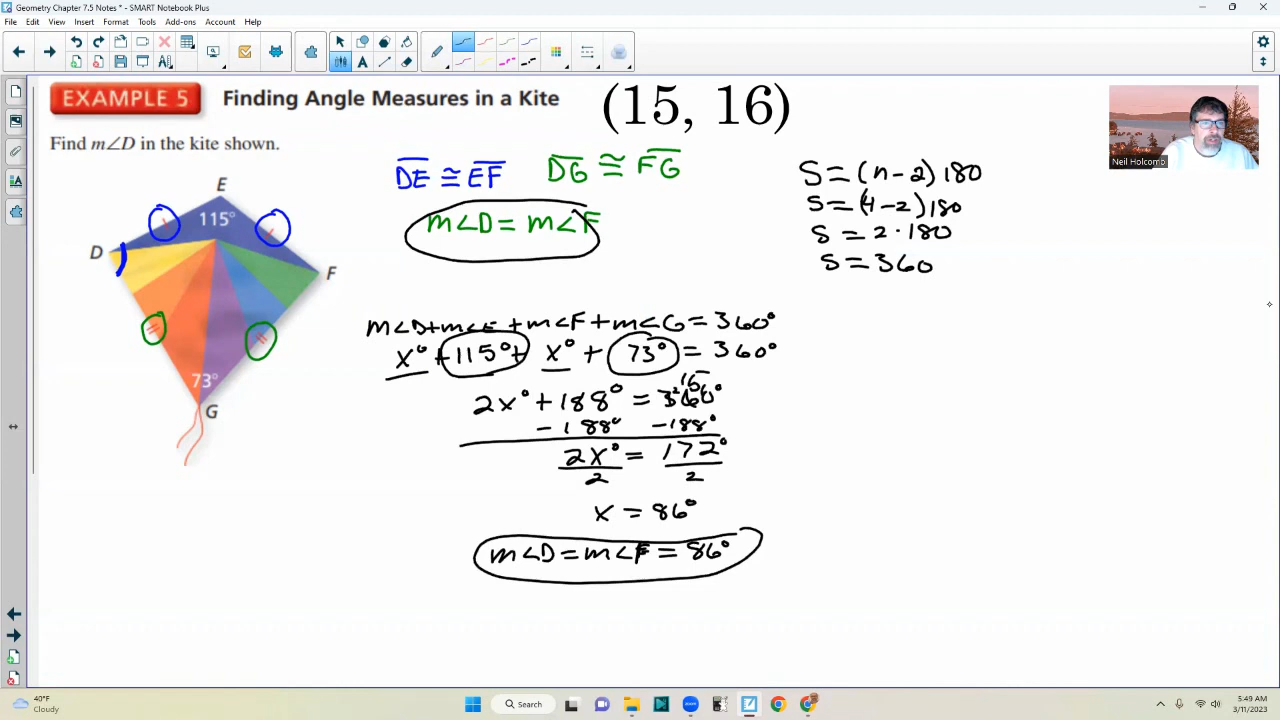 Geometry Chapter 7.5 Notes * - SMART Notebook Plus
File Edit View Insert Format Tools Add-ons Account Help
EXAMPLE 5 Finding Angle Measures in a Kite (15, 16)
Find m∠D in the kite shown.
Neil Holcomb
DE ≅ EF DG ≅ FG
m∠D = m∠F
S = (n - 2) 180
S = (4 - 2) 180
S = 2 · 180
S = 360
E
115°
D
F
73°
G
m∠D + m∠E + m∠F + m∠G = 360°
x° + 115° + x° + 73° = 360°
2x° + 188° = 360°
- 188° - 188°
2x° = 172°
2 2
x = 86°
m∠D = m∠F = 86°
40°F
Cloudy
Search
5:49 AM
3/11/2023